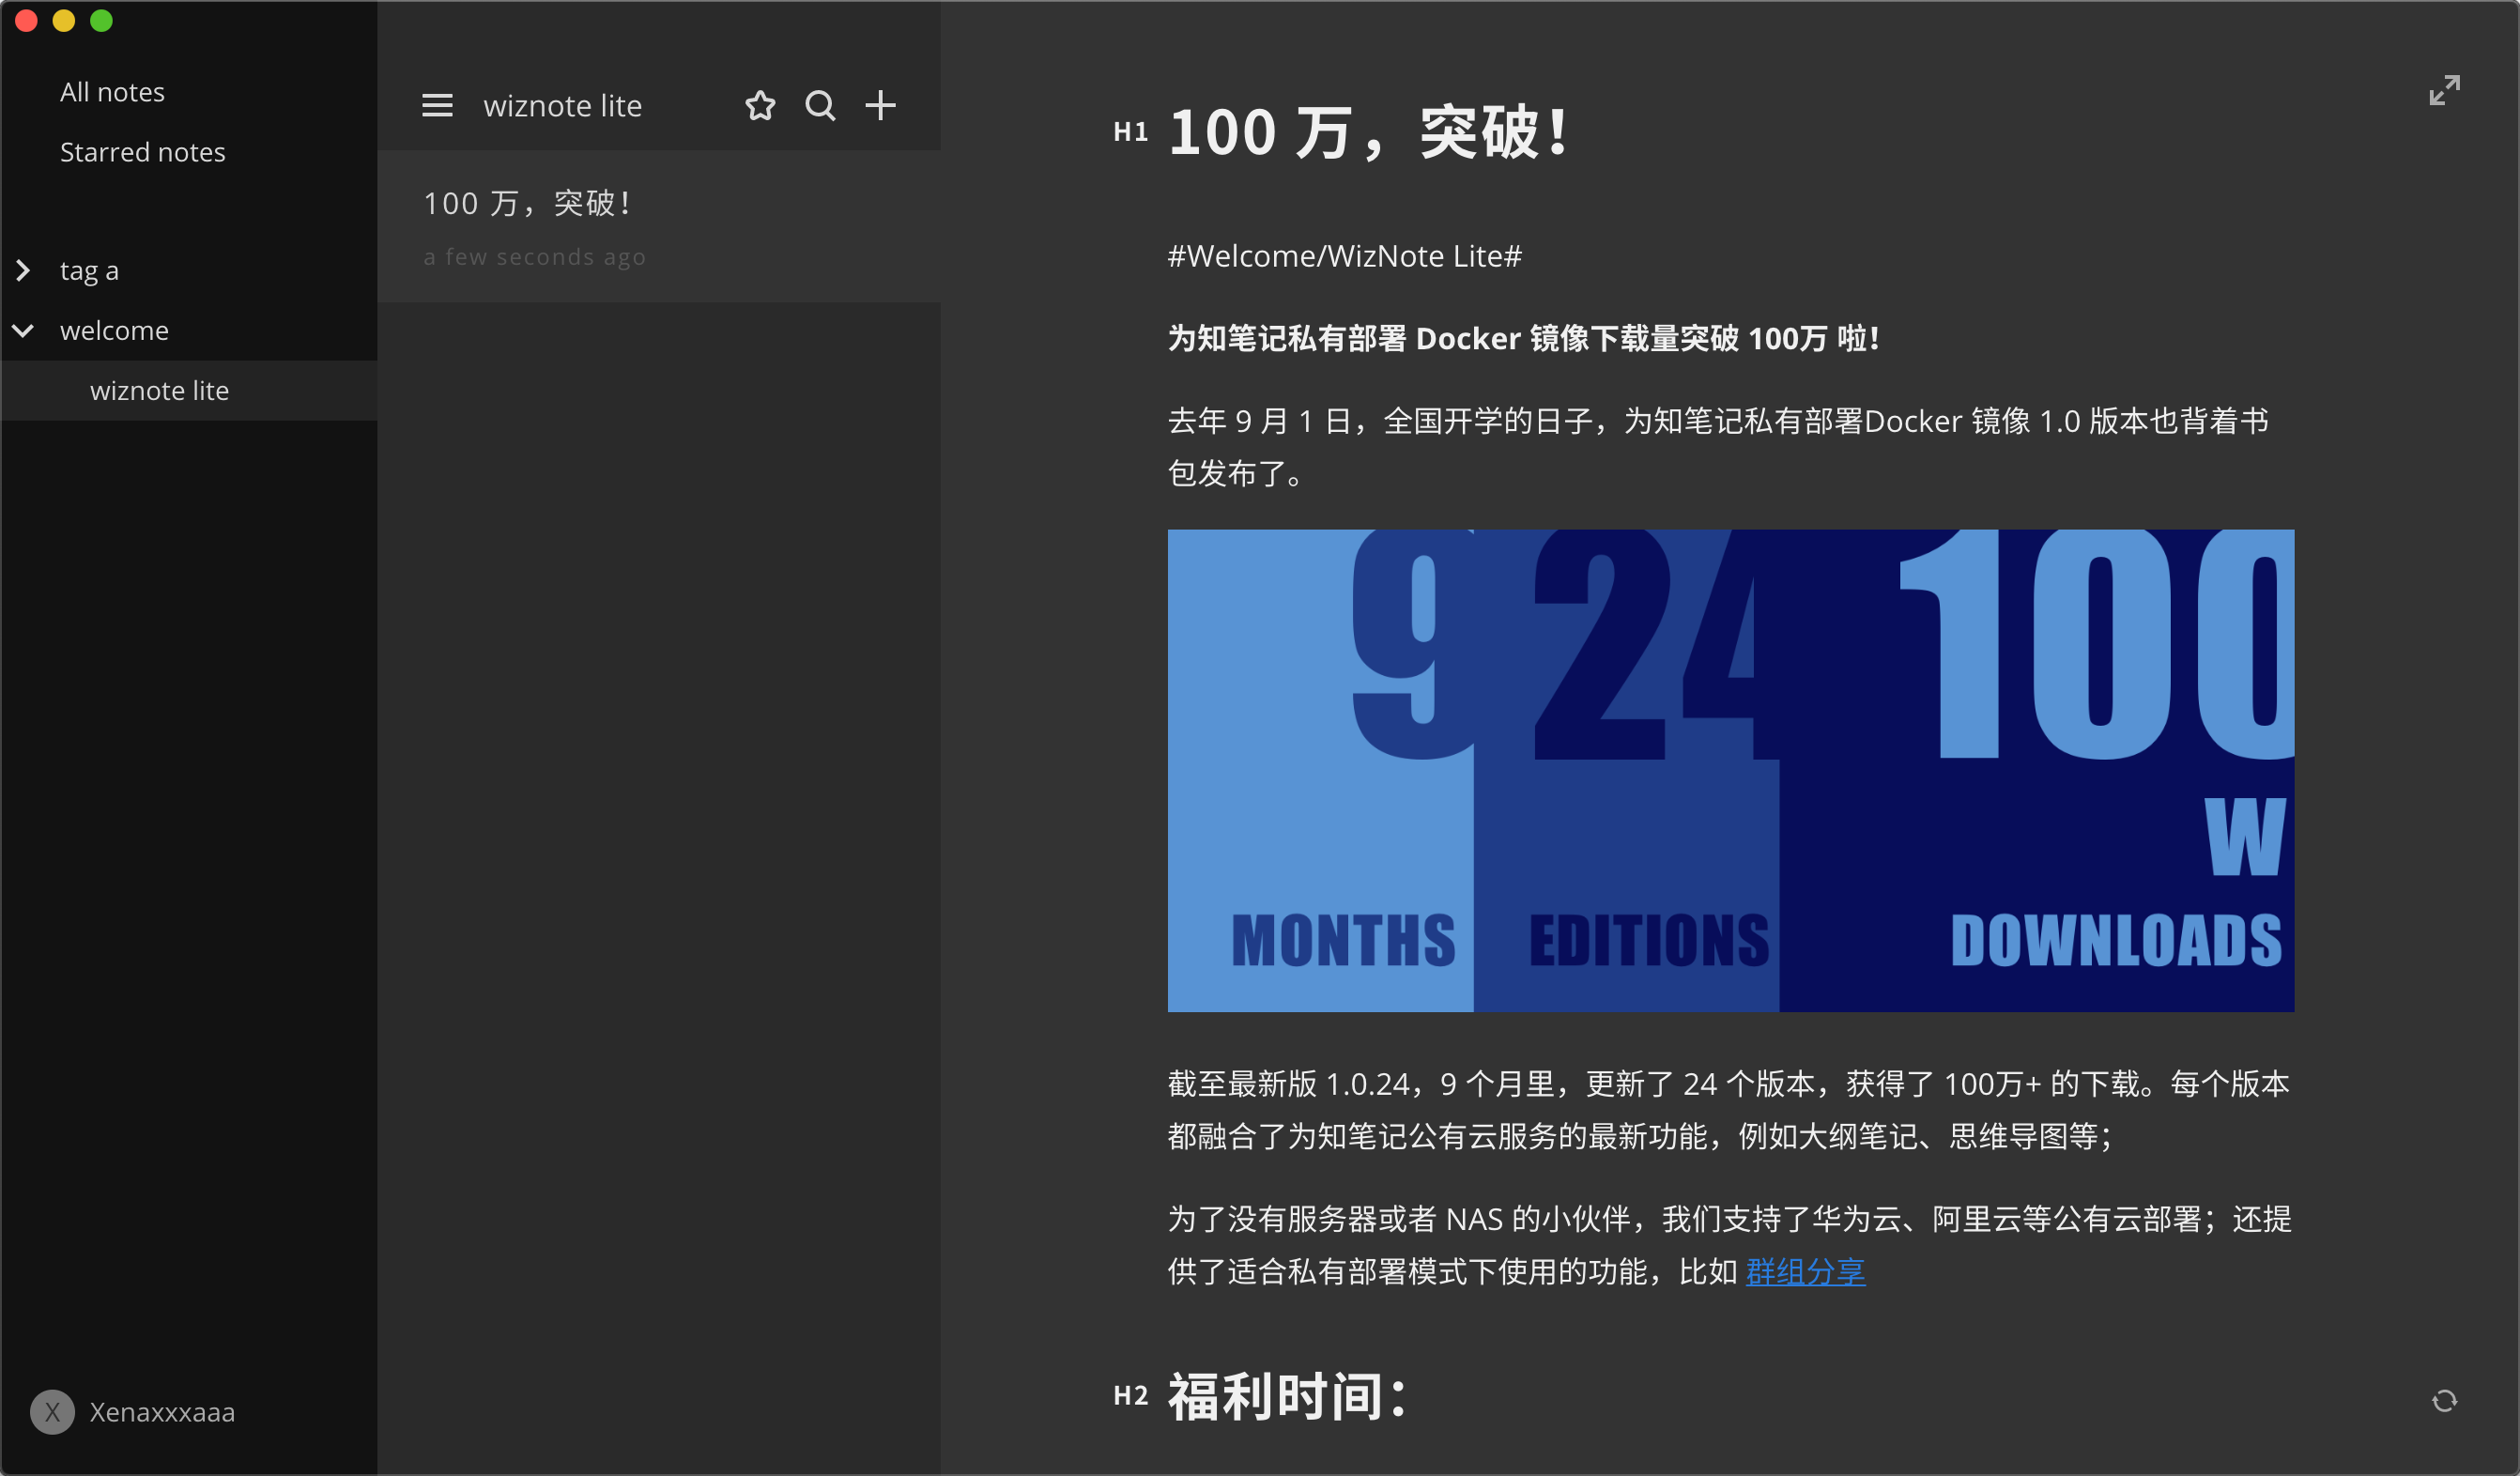 All notes
Starred notes
tag a
welcome
wiznote lite
X Xenaxxxaaa
wiznote lite
100 万，突破！
a few seconds ago
H1 100 万，突破！
#Welcome/WizNote Lite#
为知笔记私有部署 Docker 镜像下载量突破 100万 啦！
去年 9 月 1 日，全国开学的日子，为知笔记私有部署Docker 镜像 1.0 版本也背着书
包发布了。
9 24 100
W
MONTHS EDITIONS DOWNLOADS
截至最新版 1.0.24，9 个月里，更新了 24 个版本，获得了 100万+ 的下载。每个版本
都融合了为知笔记公有云服务的最新功能，例如大纲笔记、思维导图等；
为了没有服务器或者 NAS 的小伙伴，我们支持了华为云、阿里云等公有云部署；还提
供了适合私有部署模式下使用的功能，比如 群组分享
H2 福利时间：